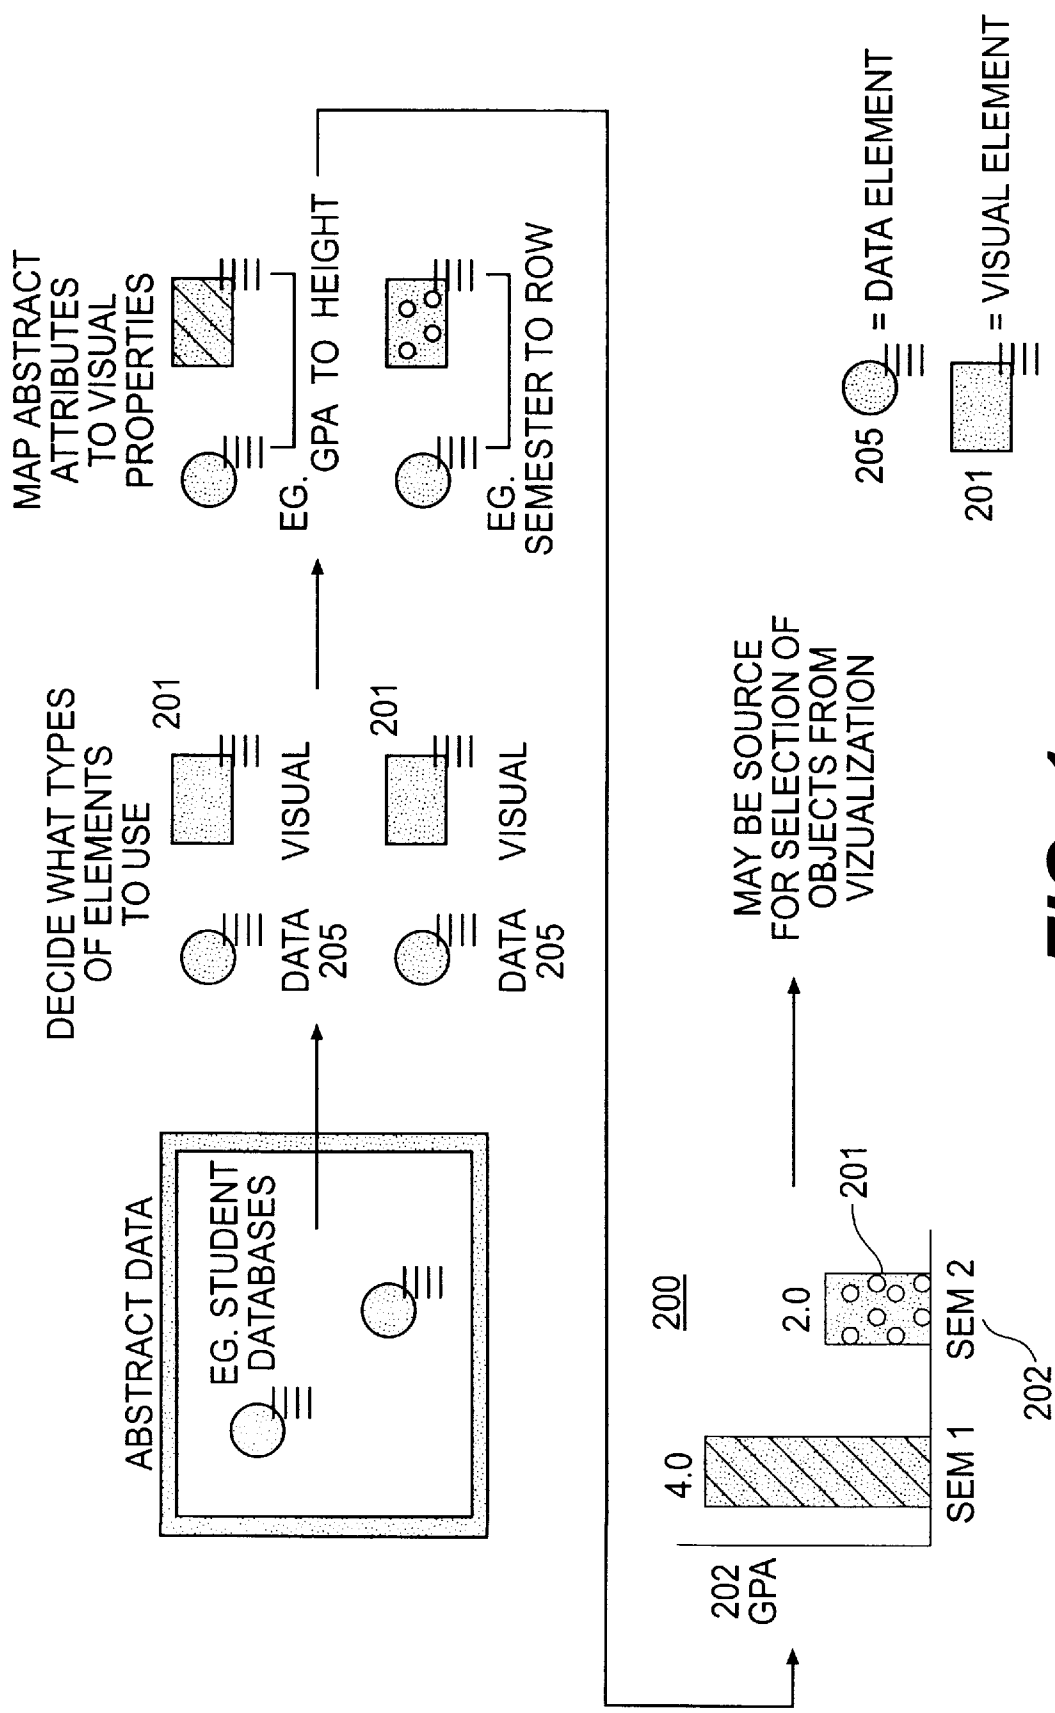 ABSTRACT DATA
EG. STUDENT
DATABASES
DECIDE WHAT TYPES
OF ELEMENTS
TO USE
201
DATA
205
VISUAL
201
DATA
205
VISUAL
MAP ABSTRACT
ATTRIBUTES
TO VISUAL
PROPERTIES
EG.
GPA TO HEIGHT
EG.
SEMESTER TO ROW
202
GPA
4.0
SEM 1
200
2.0
201
SEM 2
202
MAY BE SOURCE
FOR SELECTION OF
OBJECTS FROM
VIZUALIZATION
205
= DATA ELEMENT
201
= VISUAL ELEMENT